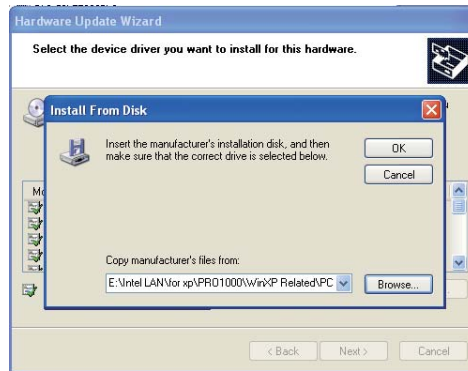 Hardware Update Wizard
Select the device driver you want to install for this hardware.
Install From Disk
Insert the manufacturer's installation disk, and then
make sure that the correct drive is selected below.
OK
Cancel
Mo
Copy manufacturer's files from:
E:\Intel LAN\for xp\PRO1000\WinXP Related\PC
Browse...
< Back
Next >
Cancel